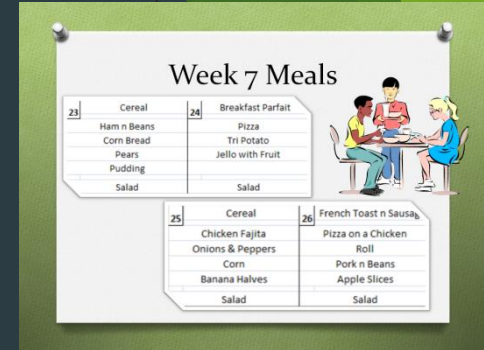 Week 7 Meals
23 Cereal
Ham n Beans
Corn Bread
Pears
Pudding
Salad
24 Breakfast Parfait
Pizza
Tri Potato
Jello with Fruit
Salad
25 Cereal
Chicken Fajita
Onions & Peppers
Corn
Banana Halves
Salad
26 French Toast n Sausag
Pizza on a Chicken
Roll
Pork n Beans
Apple Slices
Salad